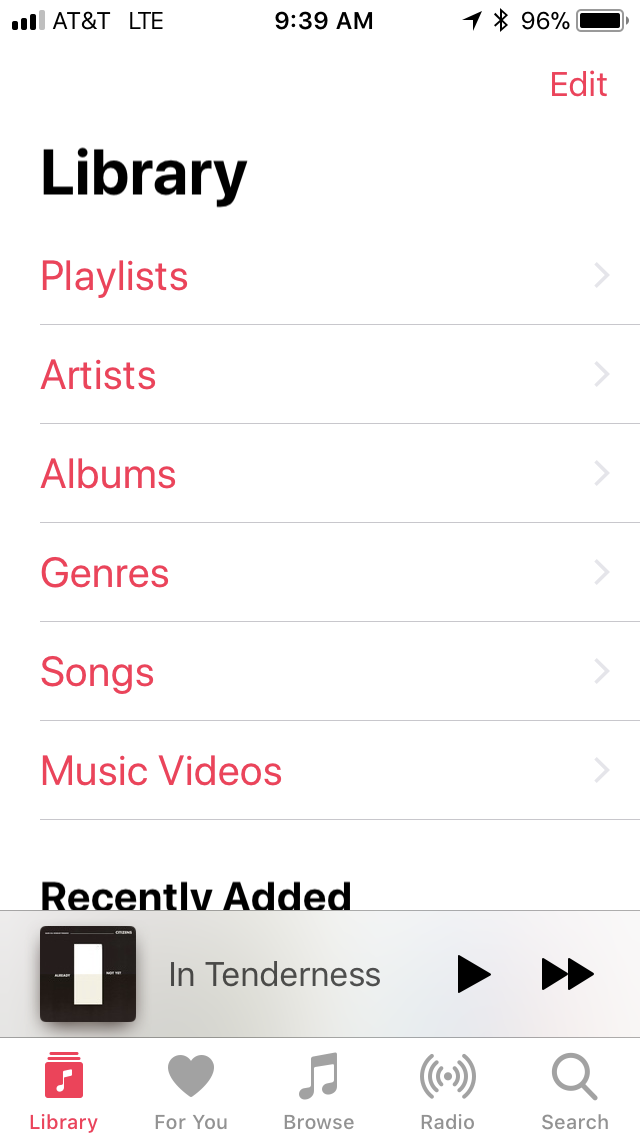 AT&T LTE 9:39 AM 96%
Edit
Library
Playlists
Artists
Albums
Genres
Songs
Music Videos
Recently Added
CITIZENS
ALREADY NOT YET
In Tenderness
Library For You Browse Radio Search